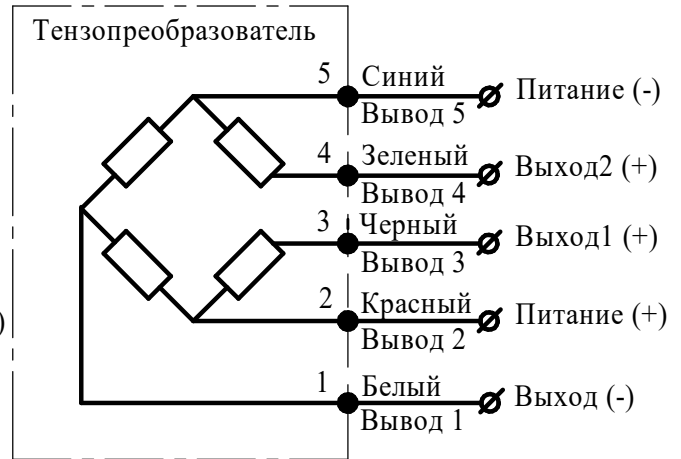 Тензопреобразователь
5 Синий
Вывод 5
Питание (-)
4 Зеленый
Вывод 4
Выход2 (+)
3 Черный
Вывод 3
Выход1 (+)
2 Красный
Вывод 2
Питание (+)
1 Белый
Вывод 1
Выход (-)
)